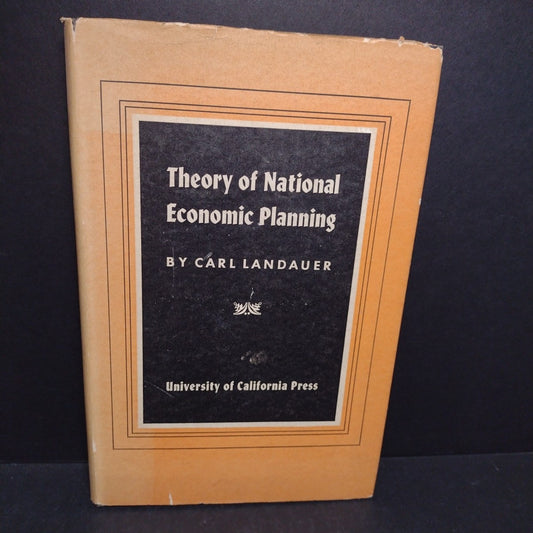 Theory of National
Economic Planning
BY CARL LANDAUER
University of California Press